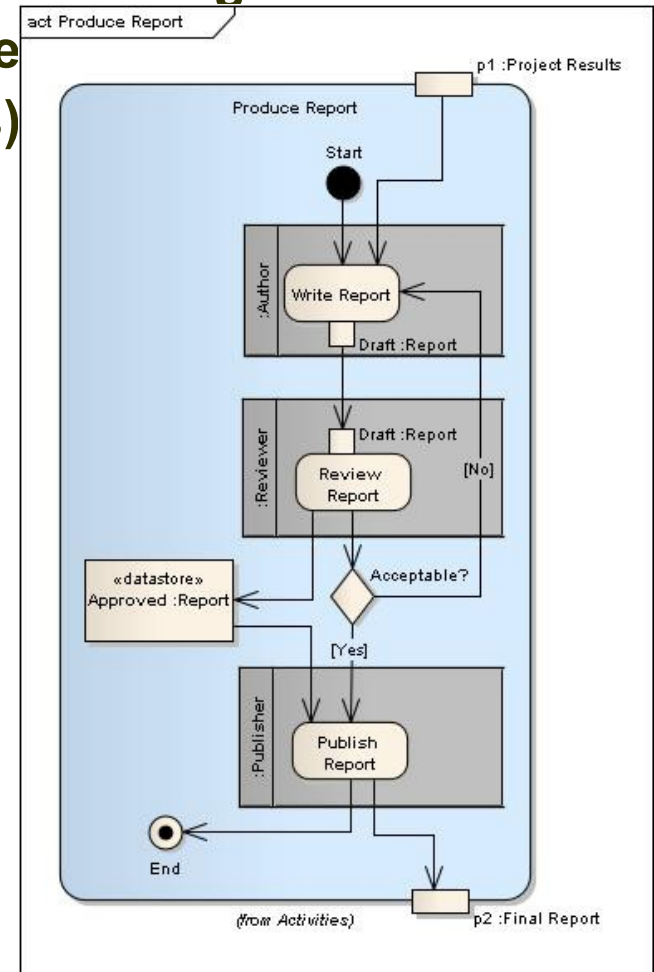 act Produce Report
p1 :Project Results
Produce Report
Start
:Author
Write Report
Draft :Report
Draft :Report
:Reviewer
Review
Report
[No]
Acceptable?
«datastore»
Approved :Report
[Yes]
:Publisher
Publish
Report
End
(from Activities)
p2 :Final Report